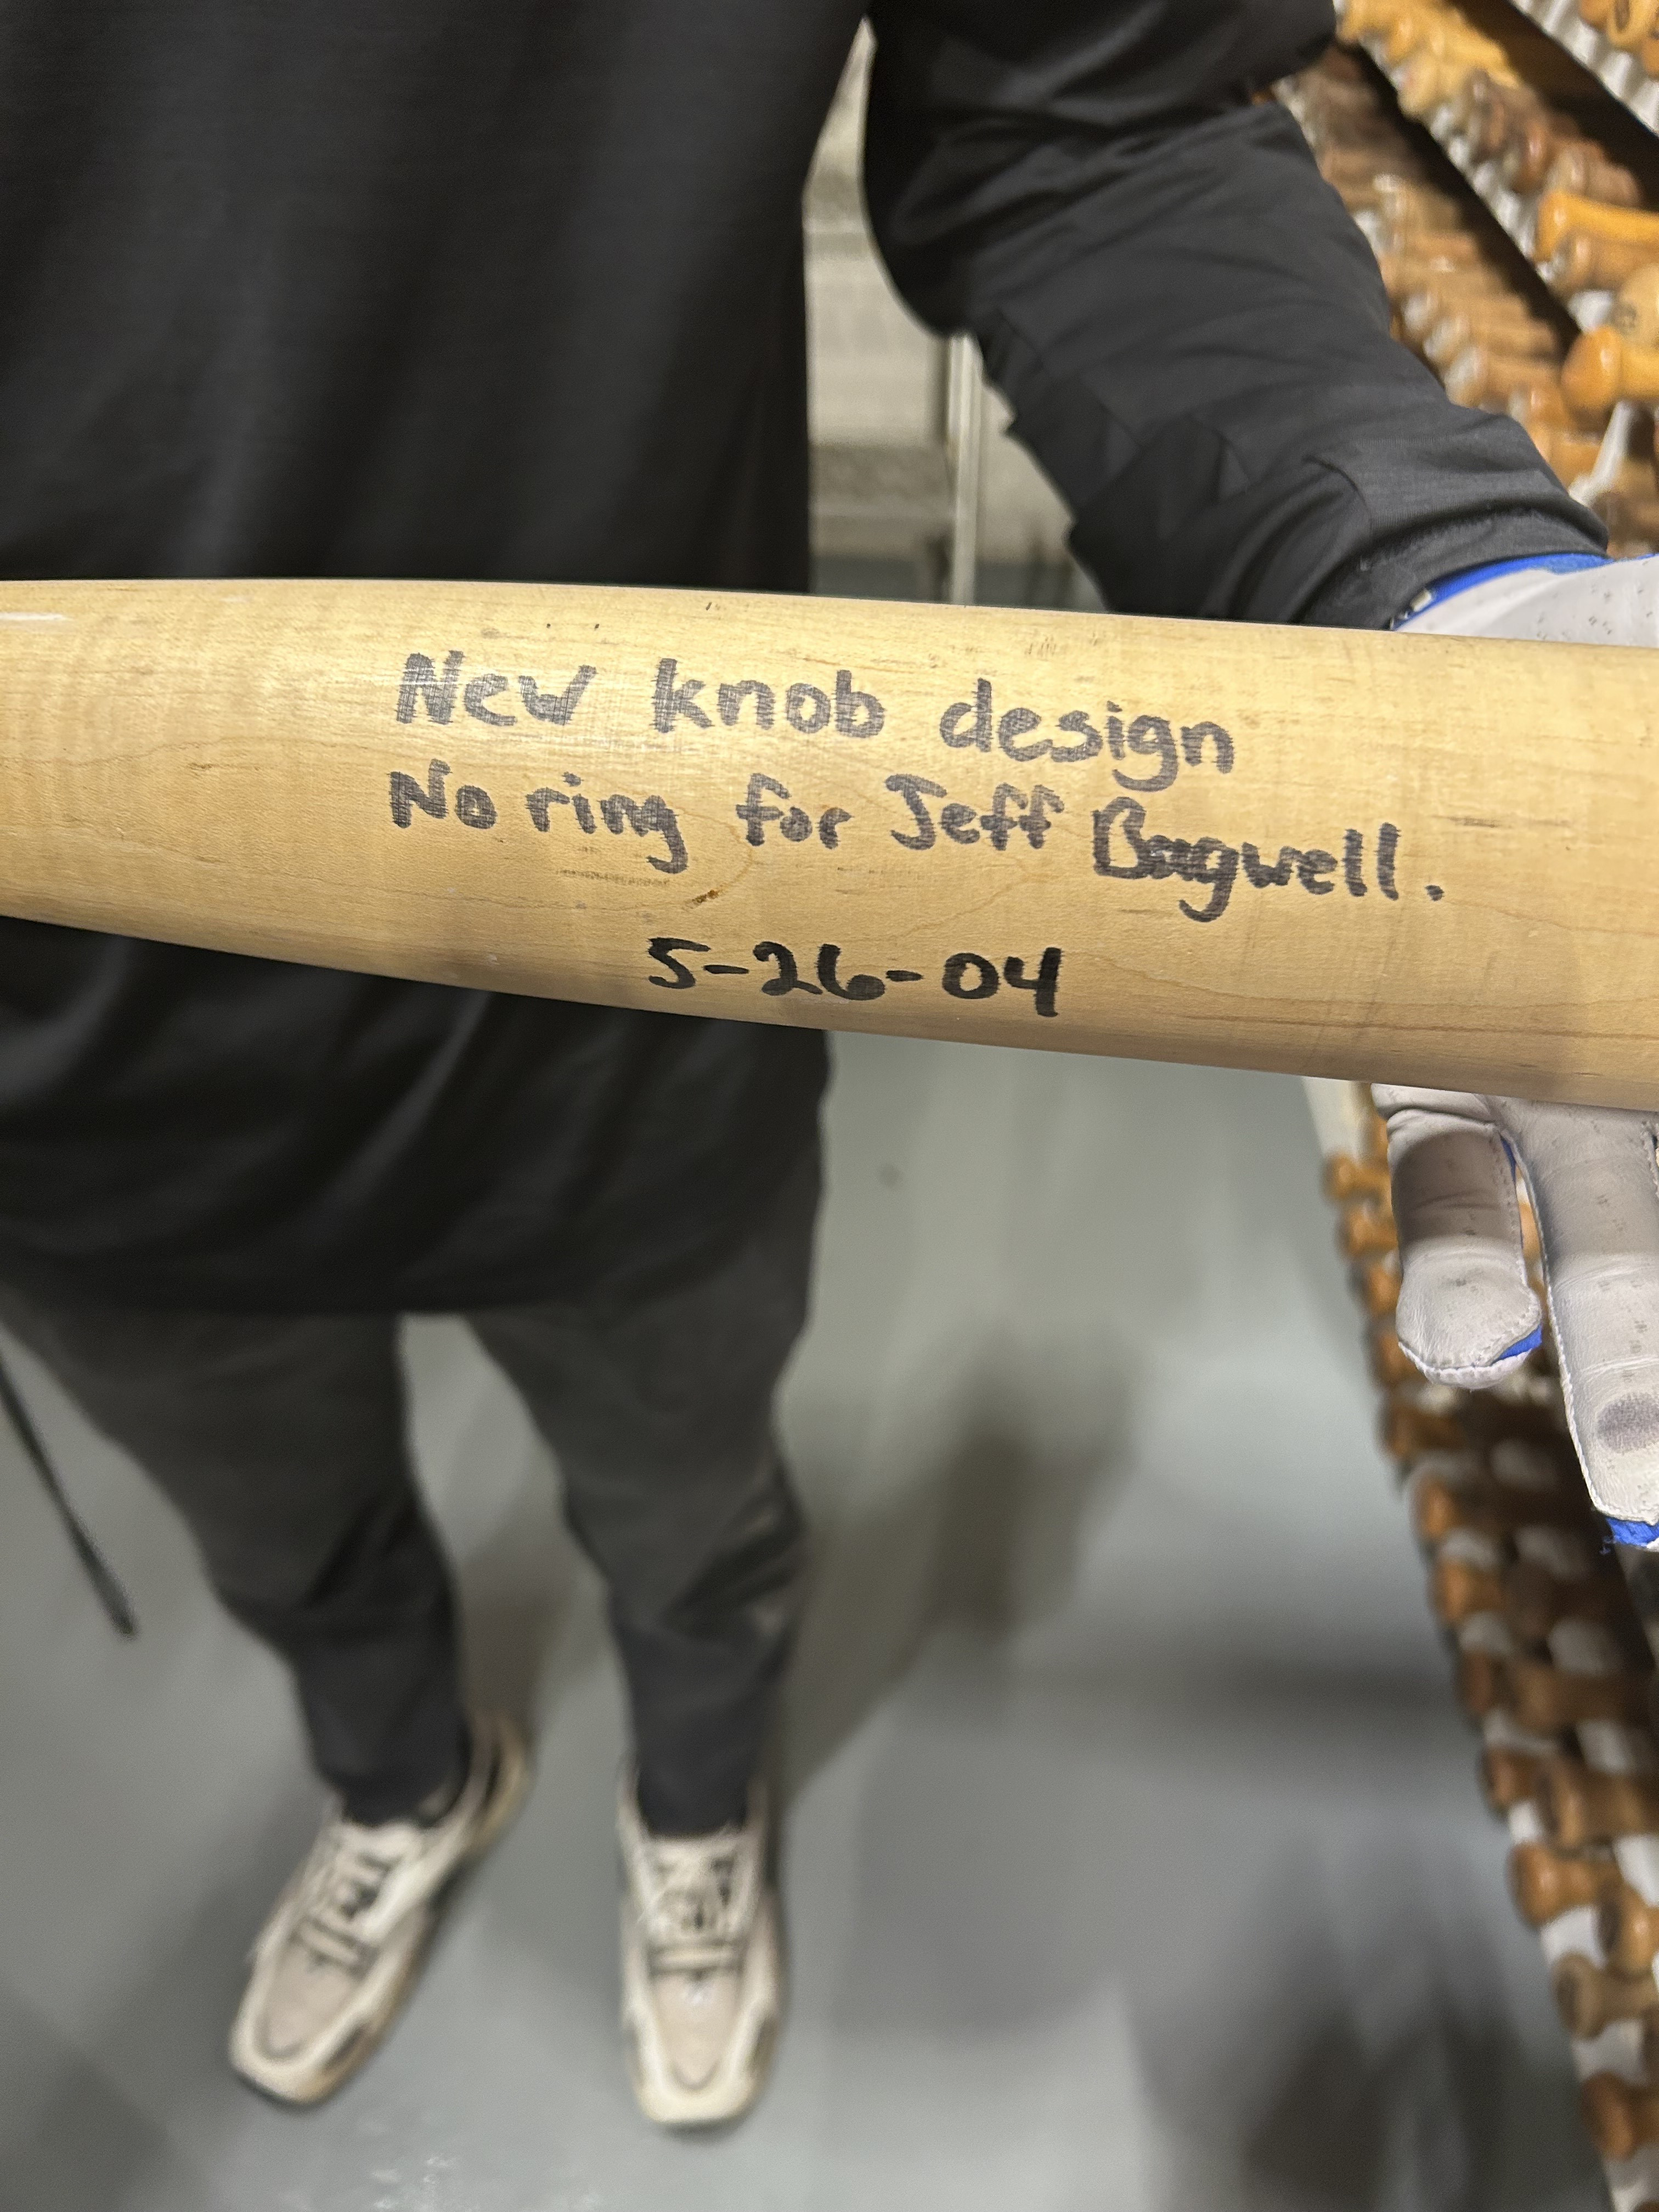 New knob design
No ring for Jeff Bagwell.
5-26-04